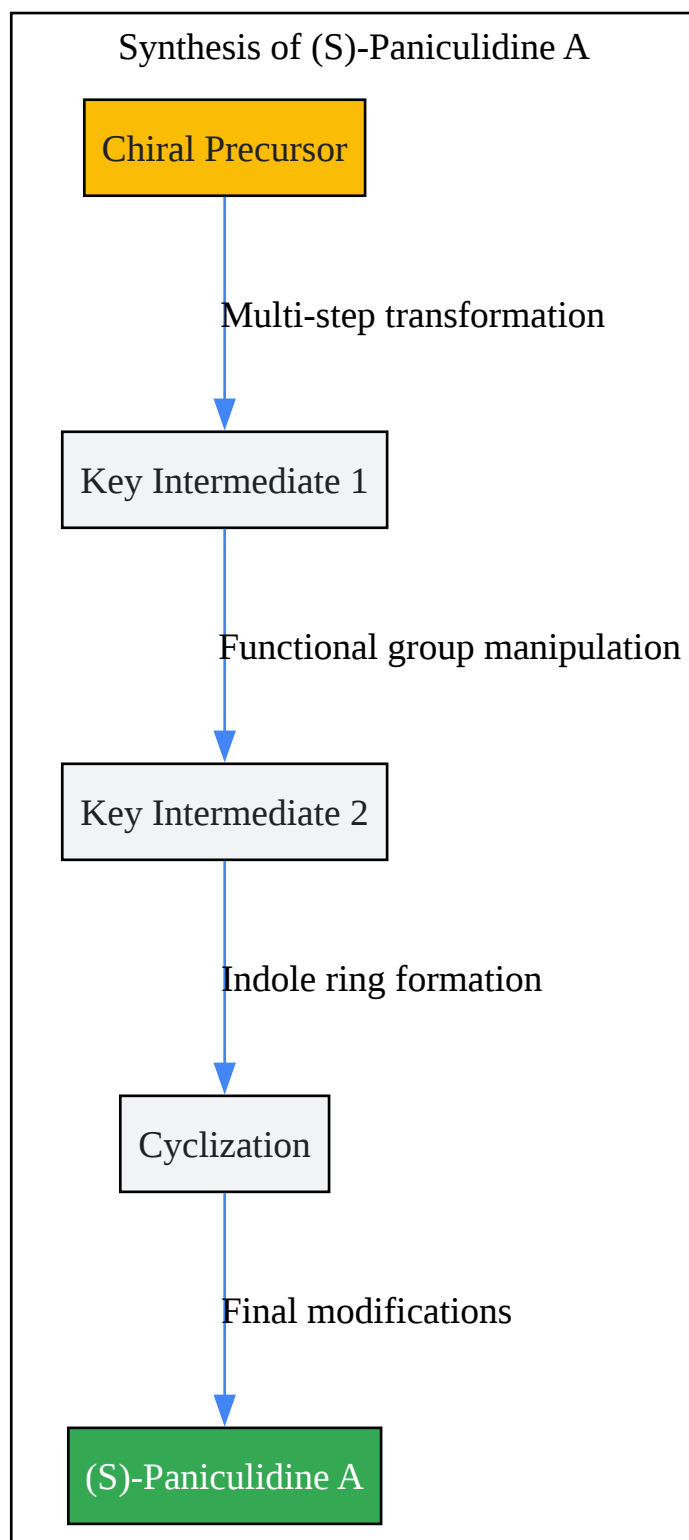 Synthesis of (S)-Paniculidine A
Chiral Precursor
Multi-step transformation
Key Intermediate 1
Functional group manipulation
Key Intermediate 2
Indole ring formation
Cyclization
Final modifications
(S)-Paniculidine A